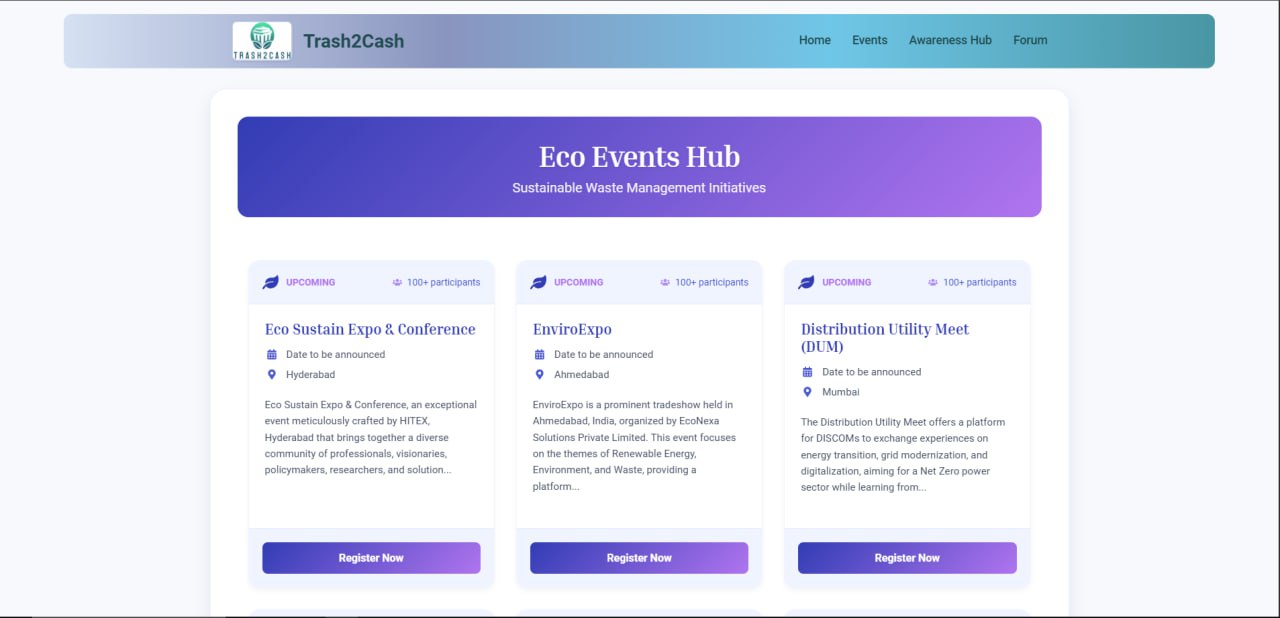 TRASH2CASH
Trash2Cash
Home Events Awareness Hub Forum
Eco Events Hub
Sustainable Waste Management Initiatives
UPCOMING 100+ participants
Eco Sustain Expo & Conference
Date to be announced
Hyderabad
Eco Sustain Expo & Conference, an exceptional
event meticulously crafted by HITEX,
Hyderabad that brings together a diverse
community of professionals, visionaries,
policymakers, researchers, and solution...
Register Now
UPCOMING 100+ participants
EnviroExpo
Date to be announced
Ahmedabad
EnviroExpo is a prominent tradeshow held in
Ahmedabad, India, organized by EcoNexa
Solutions Private Limited. This event focuses
on the themes of Renewable Energy,
Environment, and Waste, providing a
platform...
Register Now
UPCOMING 100+ participants
Distribution Utility Meet
(DUM)
Date to be announced
Mumbai
The Distribution Utility Meet offers a platform
for DISCOMs to exchange experiences on
energy transition, grid modernization, and
digitalization, aiming for a Net Zero power
sector while learning from...
Register Now